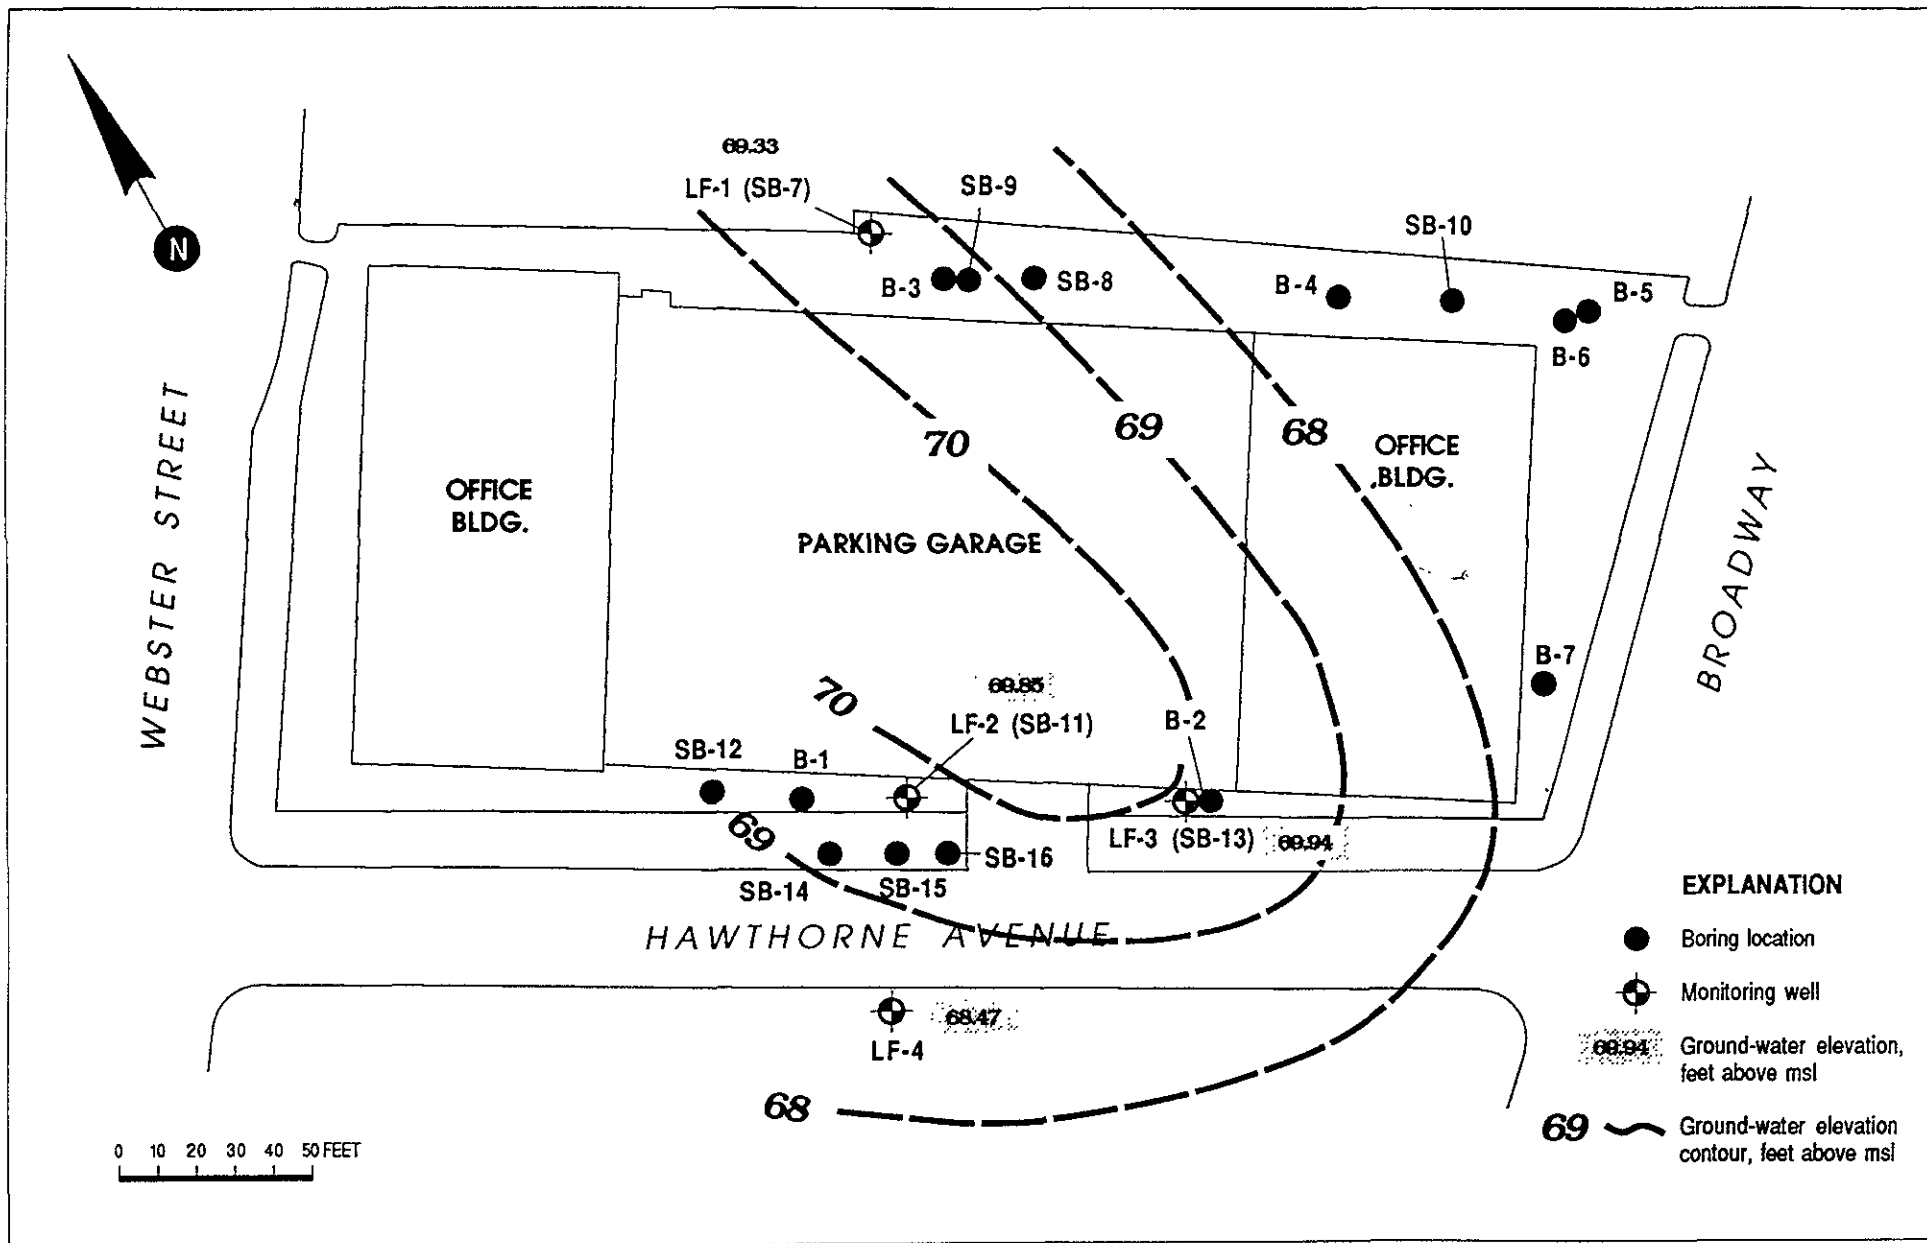 69.33
LF-1 (SB-7)
SB-9
SB-10
N
B-3
SB-8
B-4
B-5
B-6
70
69
68
OFFICE
BLDG.
OFFICE
BLDG.
WEBSTER STREET
PARKING GARAGE
BROADWAY
B-7
70
69.85
LF-2 (SB-11)
B-2
SB-12
B-1
69
LF-3 (SB-13)
69.94
SB-16
SB-14
SB-15
HAWTHORNE AVENUE
68.47
LF-4
68
EXPLANATION
Boring location
Monitoring well
69.94
Ground-water elevation,
feet above msl
69
Ground-water elevation
contour, feet above msl
0 10 20 30 40 50 FEET